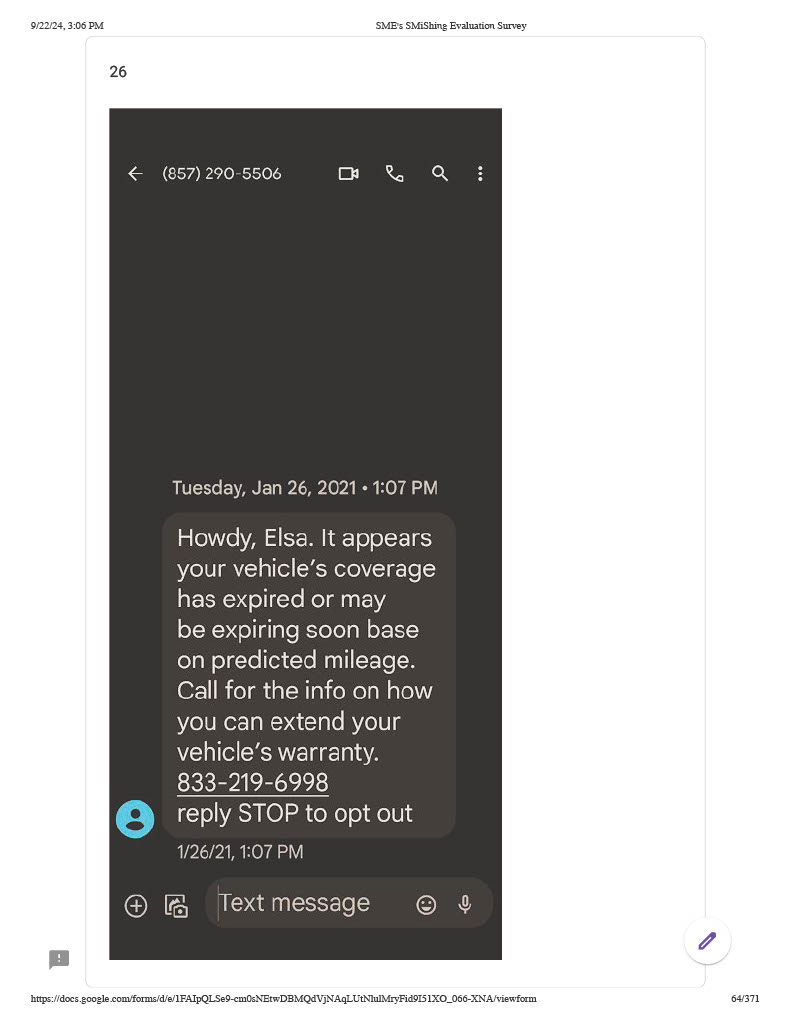 9/22/24, 3:06 PM
SME's SMiShing Evaluation Survey
26
(857) 290-5506
Tuesday, Jan 26, 2021 • 1:07 PM
Howdy, Elsa. It appears
your vehicle's coverage
has expired or may
be expiring soon base
on predicted mileage.
Call for the info on how
you can extend your
vehicle's warranty.
833-219-6998
reply STOP to opt out
1/26/21, 1:07 PM
Text message
https://docs.google.com/forms/d/e/1FAIpQLSe9-cm0sNEtwDBMQdVjNAqLUtNlulMryFid9I51XO_066-XNA/viewform
64/371